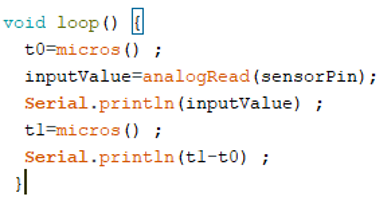 void loop() {
t0=micros() ;
inputValue=analogRead(sensorPin);
Serial.println(inputValue) ;
t1=micros() ;
Serial.println(t1-t0) ;
}